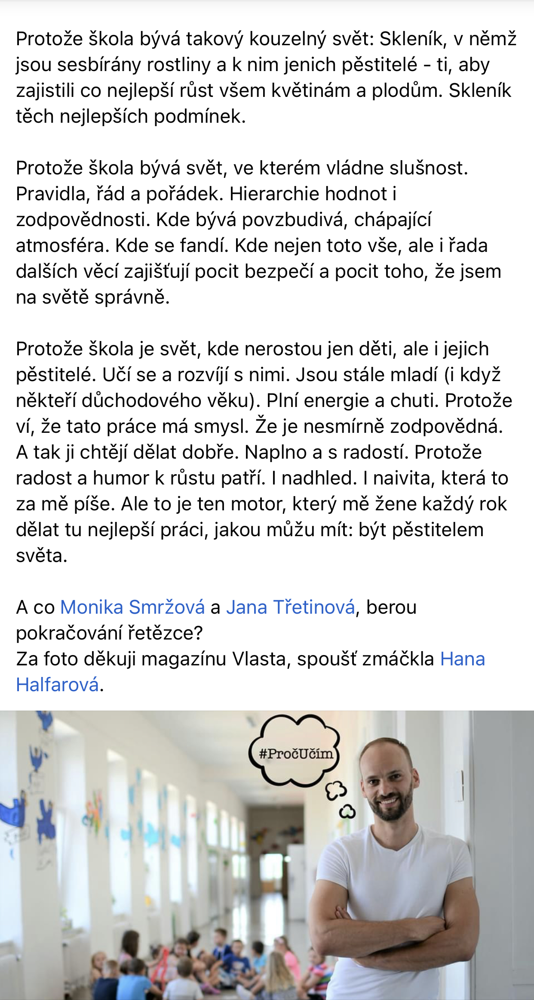 Protože škola bývá takový kouzelný svět: Skleník, v němž
jsou sesbírány rostliny a k nim jenich pěstitelé - ti, aby
zajistili co nejlepší růst všem květinám a plodům. Skleník
těch nejlepších podmínek.
Protože škola bývá svět, ve kterém vládne slušnost.
Pravidla, řád a pořádek. Hierarchie hodnot i
zodpovědnosti. Kde bývá povzbudivá, chápající
atmosféra. Kde se fandí. Kde nejen toto vše, ale i řada
dalších věcí zajišťují pocit bezpečí a pocit toho, že jsem
na světě správně.
Protože škola je svět, kde nerostou jen děti, ale i jejich
pěstitelé. Učí se a rozvíjí s nimi. Jsou stále mladí (i když
někteří důchodového věku). Plní energie a chuti. Protože
ví, že tato práce má smysl. Že je nesmírně zodpovědná.
A tak ji chtějí dělat dobře. Naplno a s radostí. Protože
radost a humor k růstu patří. I nadhled. I naivita, která to
za mě píše. Ale to je ten motor, který mě žene každý rok
dělat tu nejlepší práci, jakou můžu mít: být pěstitelem
světa.
A co Monika Smržová a Jana Třetinová, berou
pokračování řetězce?
Za foto děkuji magazínu Vlasta, spoušť zmáčkla Hana
Halfarová.
#PročUčím